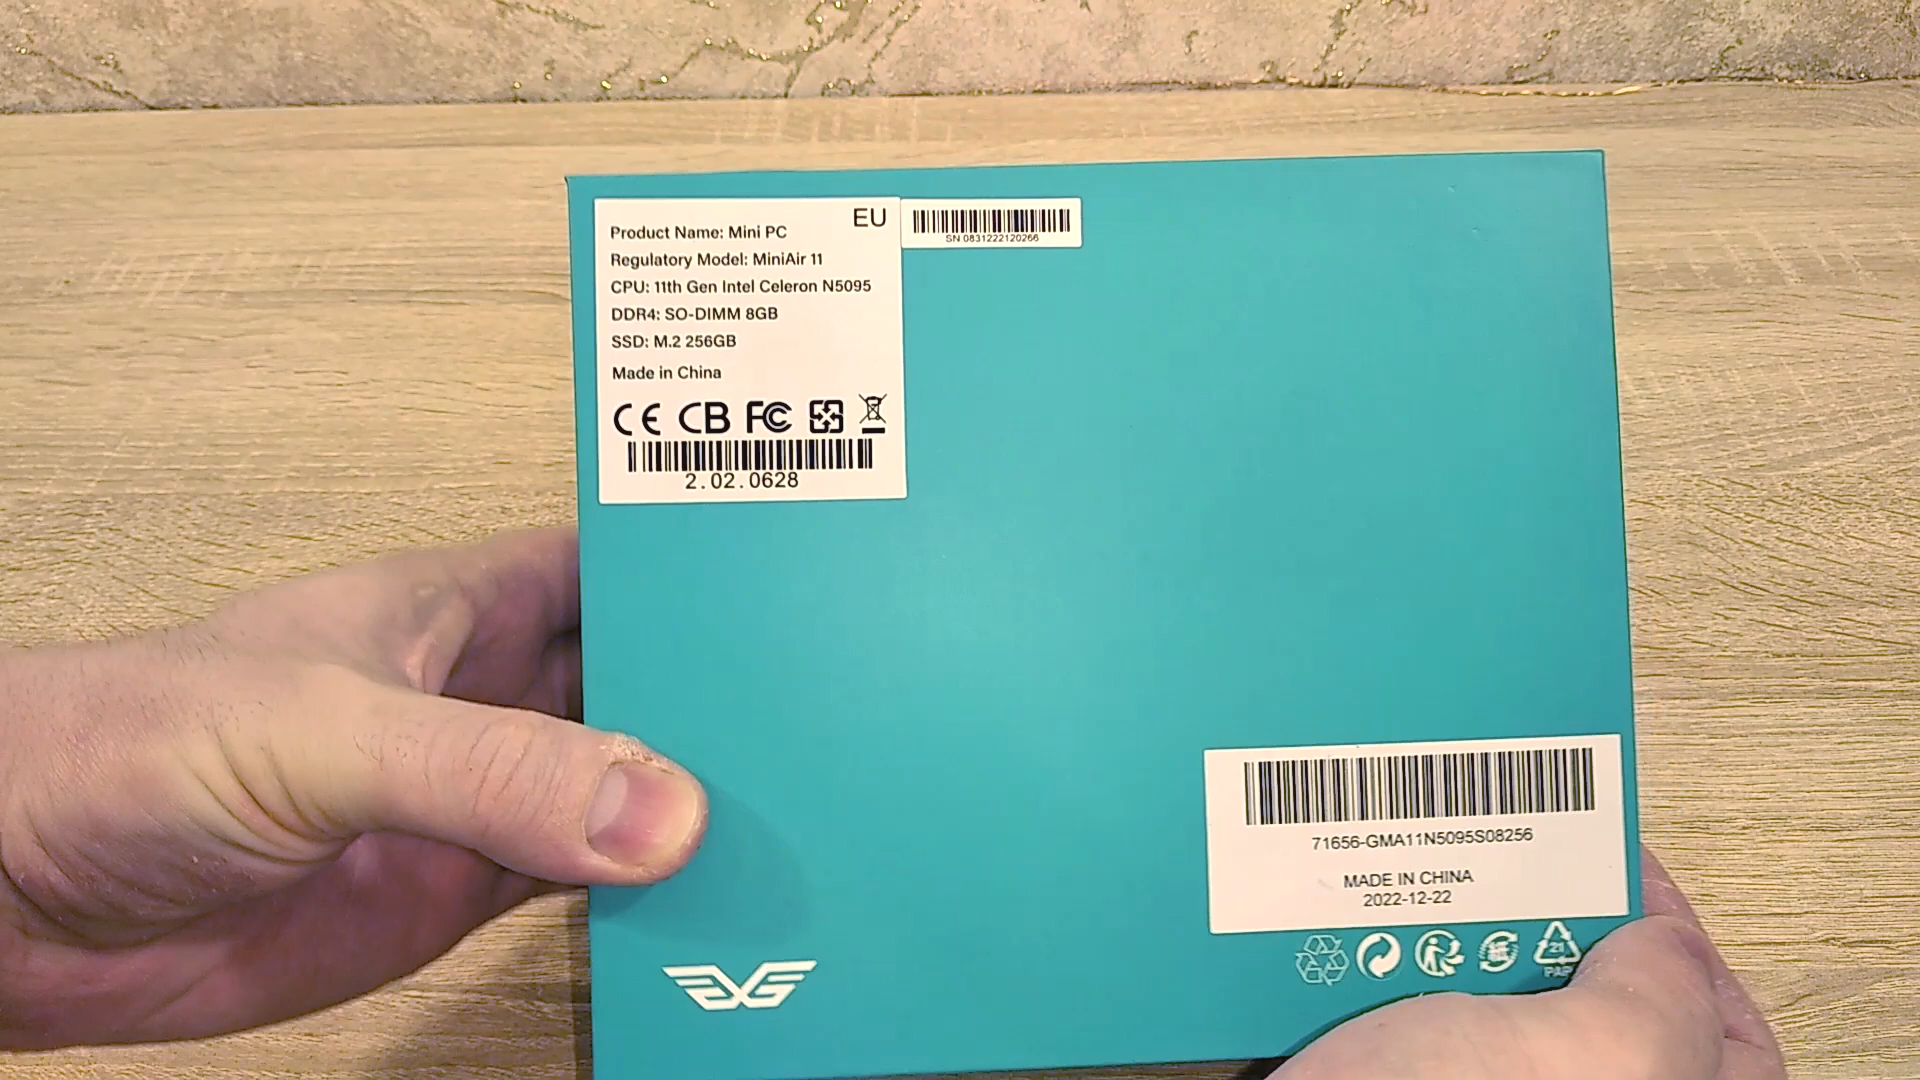 EU
Product Name: Mini PC
Regulatory Model: MiniAir 11
CPU: 11th Gen Intel Celeron N5095
DDR4: SO-DIMM 8GB
SSD: M.2 256GB
Made in China
CE CB FC
2.02.0628
SN 0831222120266
71656-GMA11N5095S08256
MADE IN CHINA
2022-12-22
21
PAP